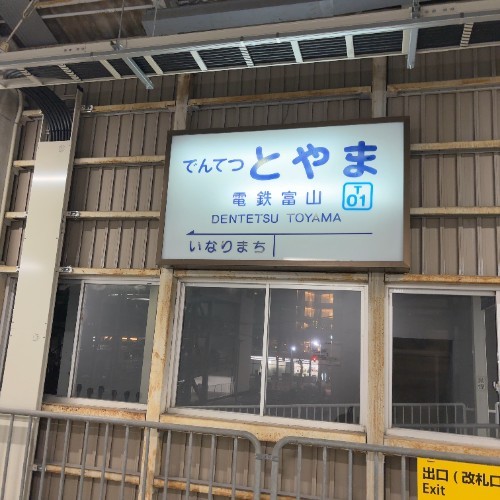 でんてつとやま
電鉄富山
T
01
DENTETSU TOYAMA
いなりまち
出口(改札口
Exit